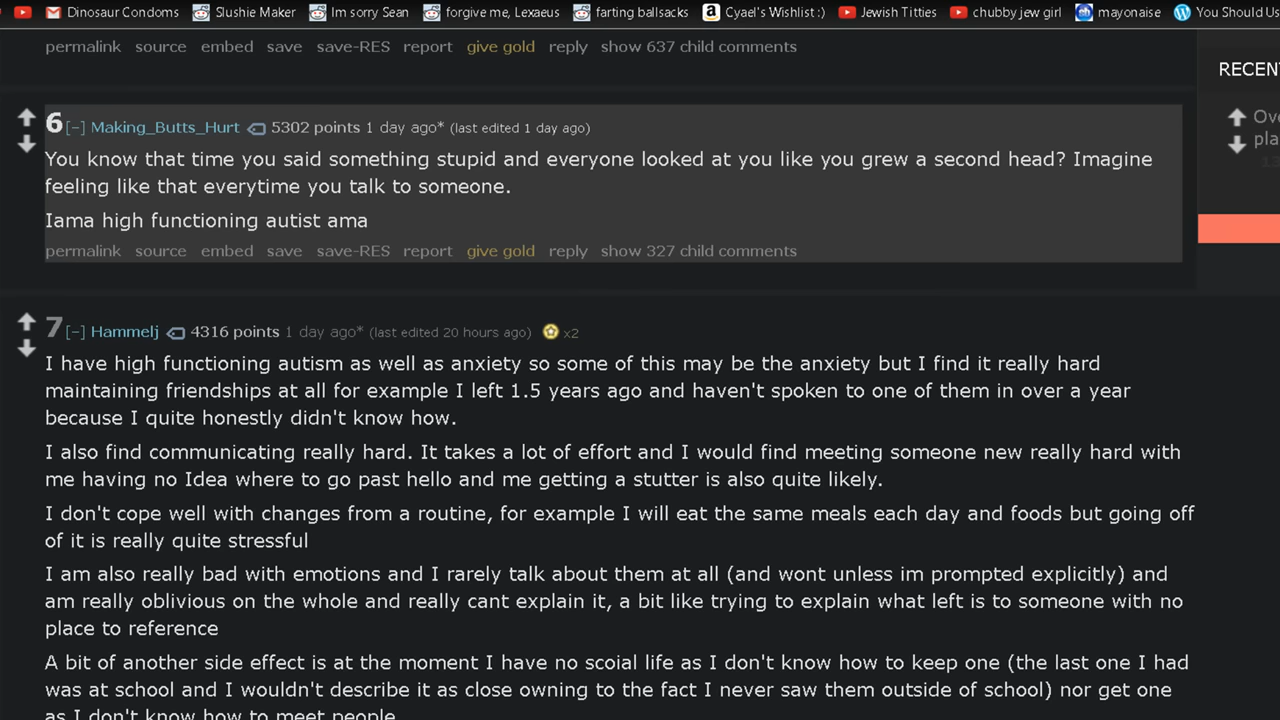 Dinosaur Condoms Slushie Maker Im sorry Sean forgive me, Lexaeus farting ballsacks Cyael's Wishlist :) Jewish Titties chubby jew girl mayonaise You Should Us
permalink source embed save save-RES report give gold reply show 637 child comments
RECEN
6 [-] Making_Butts_Hurt 5302 points 1 day ago* (last edited 1 day ago)
Ov
pla
You know that time you said something stupid and everyone looked at you like you grew a second head? Imagine
feeling like that everytime you talk to someone.
Iama high functioning autist ama
permalink source embed save save-RES report give gold reply show 327 child comments
7 [-] Hammelj 4316 points 1 day ago* (last edited 20 hours ago) x2
I have high functioning autism as well as anxiety so some of this may be the anxiety but I find it really hard
maintaining friendships at all for example I left 1.5 years ago and haven't spoken to one of them in over a year
because I quite honestly didn't know how.
I also find communicating really hard. It takes a lot of effort and I would find meeting someone new really hard with
me having no Idea where to go past hello and me getting a stutter is also quite likely.
I don't cope well with changes from a routine, for example I will eat the same meals each day and foods but going off
of it is really quite stressful
I am also really bad with emotions and I rarely talk about them at all (and wont unless im prompted explicitly) and
am really oblivious on the whole and really cant explain it, a bit like trying to explain what left is to someone with no
place to reference
A bit of another side effect is at the moment I have no scoial life as I don't know how to keep one (the last one I had
was at school and I wouldn't describe it as close owning to the fact I never saw them outside of school) nor get one
as I don't know how to meet people